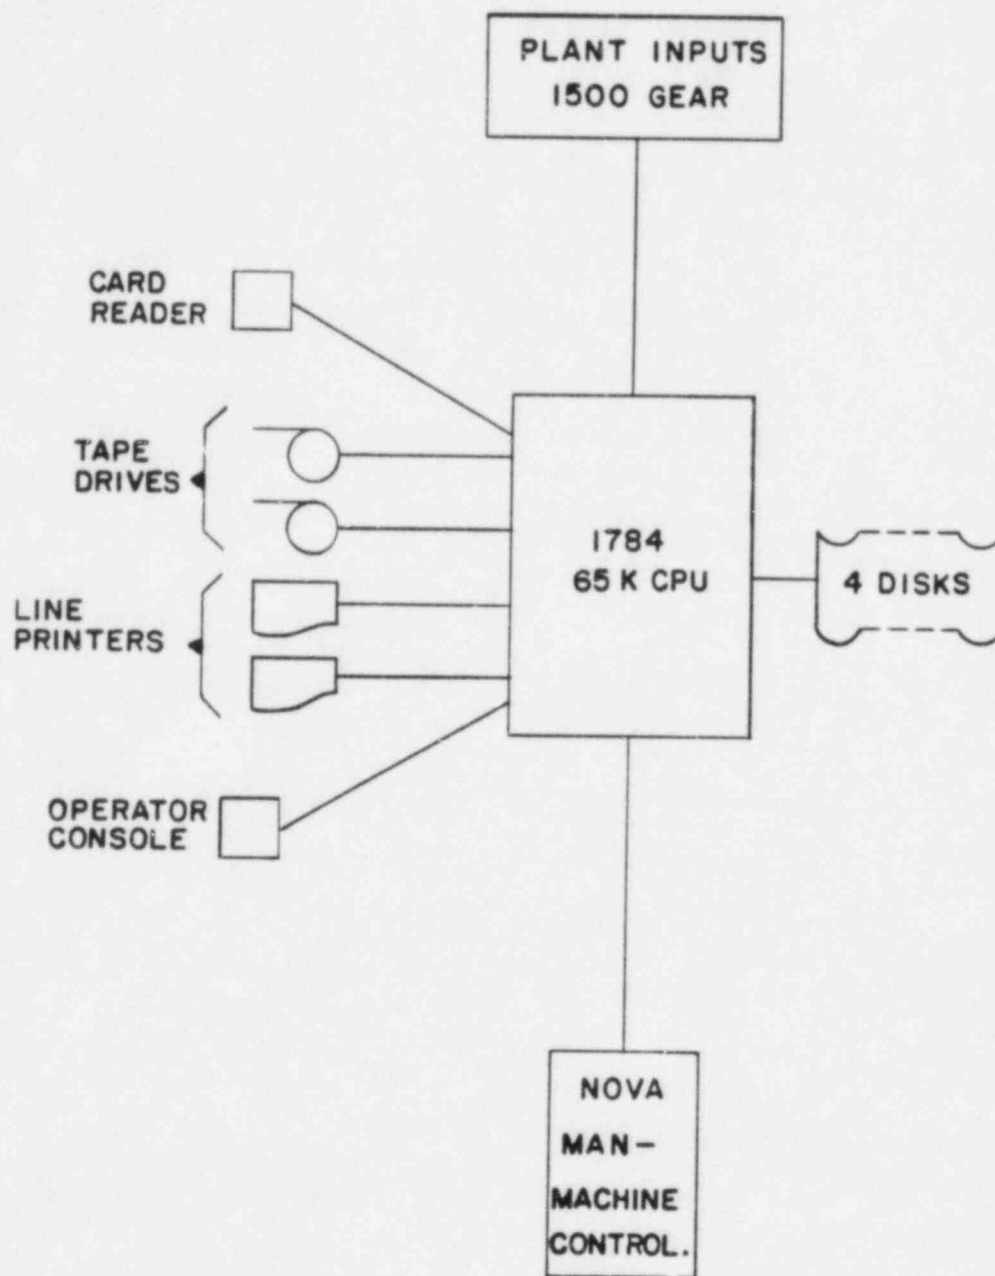 PLANT INPUTS
1500 GEAR
CARD
READER
TAPE
DRIVES
1784
65 K CPU
4 DISKS
LINE
PRINTERS
OPERATOR
CONSOLE
NOVA
MAN-
MACHINE
CONTROL.